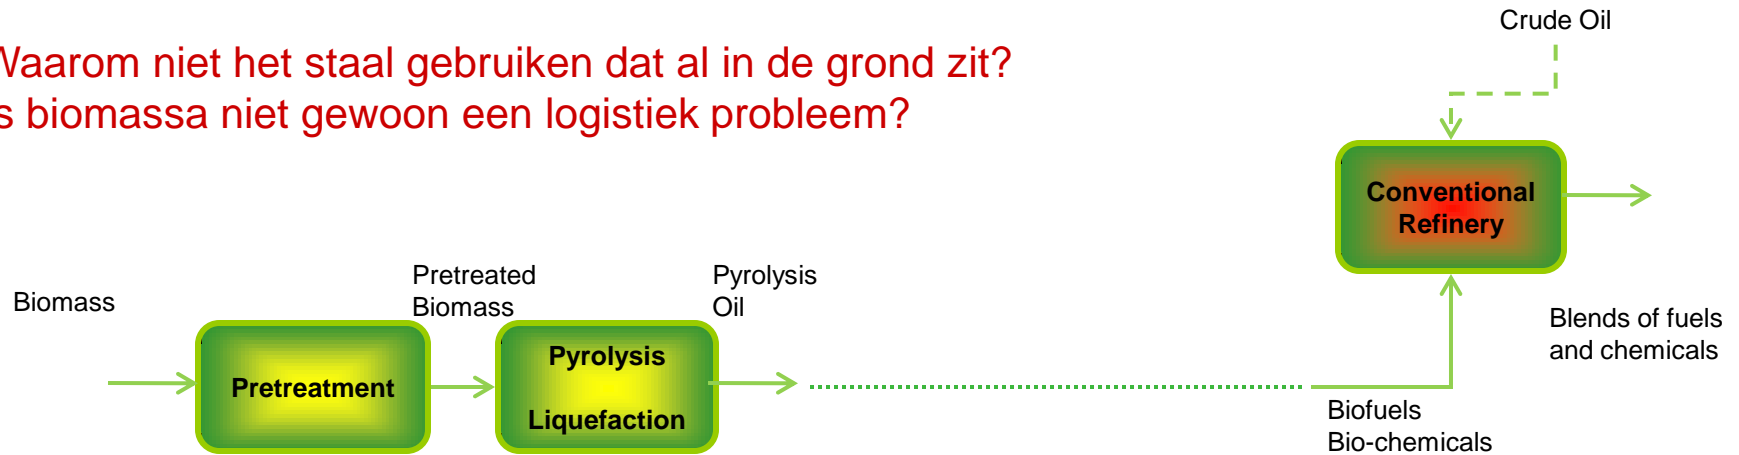 Waarom niet het staal gebruiken dat al in de grond zit?
s biomassa niet gewoon een logistiek probleem?
Crude Oil
Conventional
Refinery
Biomass
Pretreated
Biomass
Pyrolysis
Oil
Pretreatment
Pyrolysis
Liquefaction
Blends of fuels
and chemicals
Biofuels
Bio-chemicals